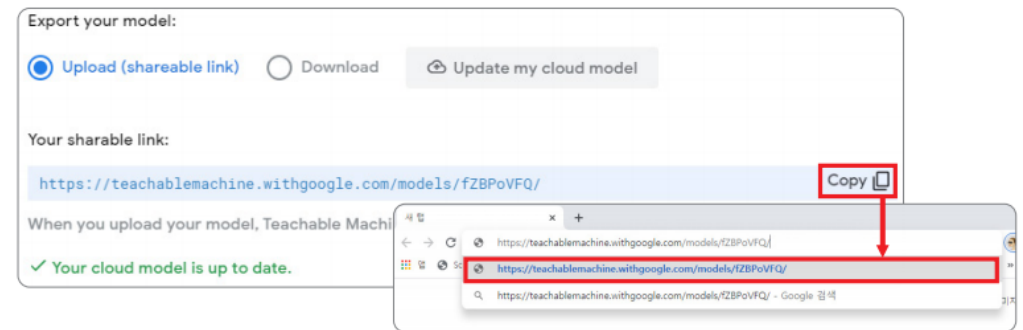 Export your model:
Upload (shareable link) Download Update my cloud model
Your sharable link:
https://teachablemachine.withgoogle.com/models/fZBPoVFQ/ Copy
When you upload your model, Teachable Machi
✓ Your cloud model is up to date.
새 탭 × +
https://teachablemachine.withgoogle.com/models/fZBPoVFQ/
앱 Sc https://teachablemachine.withgoogle.com/models/fZBPoVFQ/ »
https://teachablemachine.withgoogle.com/models/fZBPoVFQ/ - Google 검색